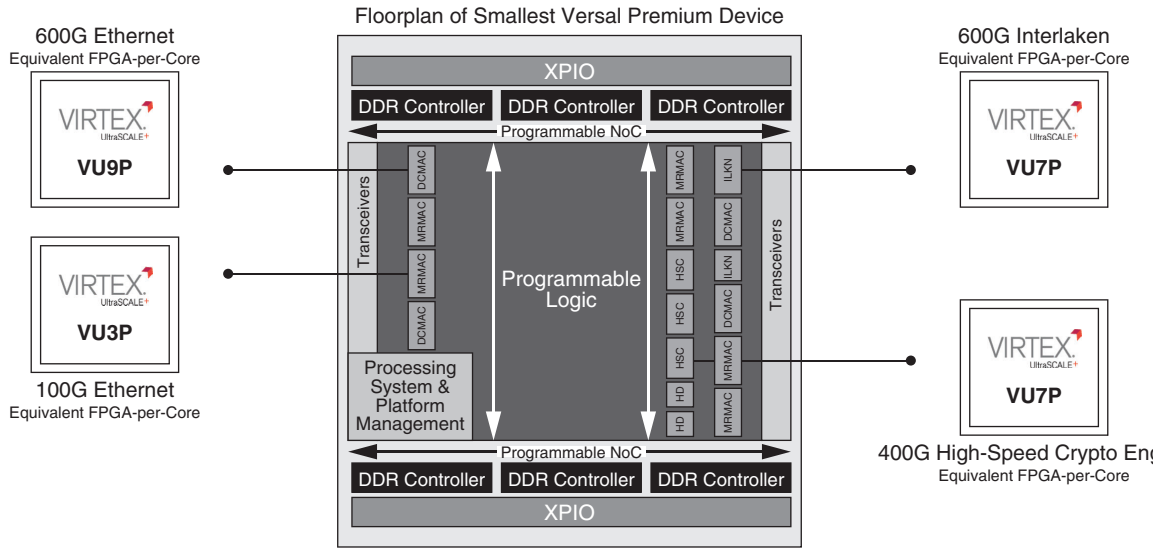 Floorplan of Smallest Versal Premium Device
600G Ethernet
Equivalent FPGA-per-Core
VIRTEX.
UltraSCALE+
VU9P
VIRTEX.
UltraSCALE+
VU3P
100G Ethernet
Equivalent FPGA-per-Core
XPIO
DDR Controller
DDR Controller
DDR Controller
Programmable NoC
Transceivers
DCMAC
MRMAC
MRMAC
DCMAC
Processing
System &
Platform
Management
Programmable
Logic
MRMAC
MRMAC
HSC
HSC
HSC
HD
HD
ILKN
DCMAC
ILKN
DCMAC
MRMAC
MRMAC
Transceivers
Programmable NoC
DDR Controller
DDR Controller
DDR Controller
XPIO
600G Interlaken
Equivalent FPGA-per-Core
VIRTEX.
UltraSCALE+
VU7P
VIRTEX.
UltraSCALE+
VU7P
400G High-Speed Crypto Eng
Equivalent FPGA-per-Core